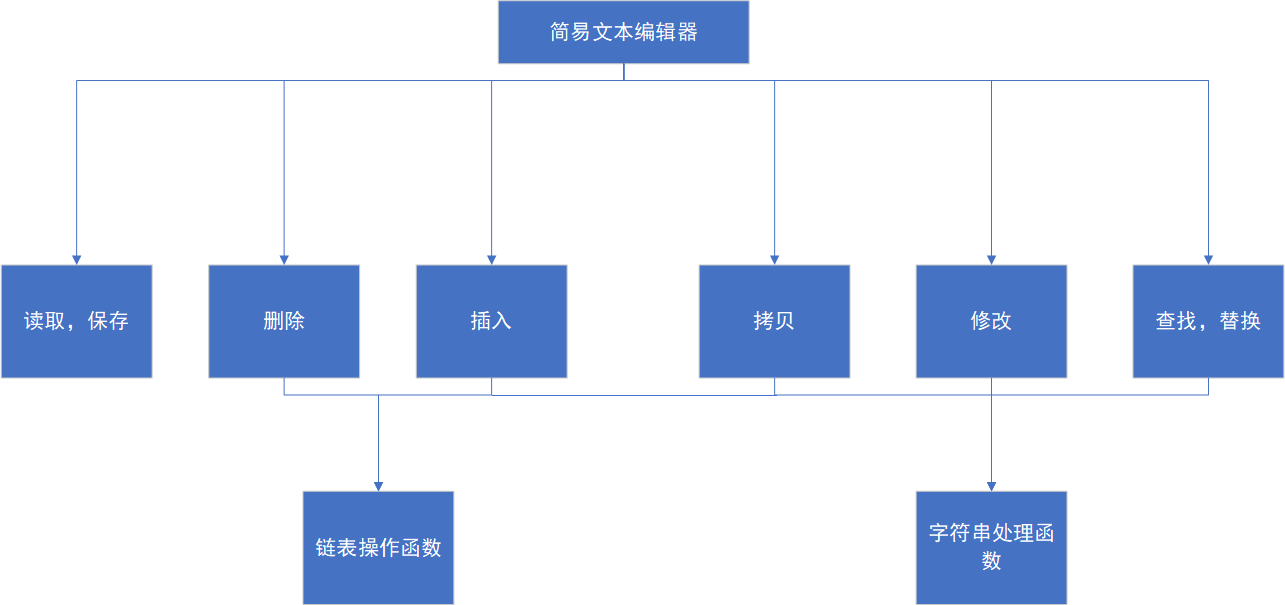 简易文本编辑器
读取，保存
删除
插入
拷贝
修改
查找，替换
链表操作函数
字符串处理函
数